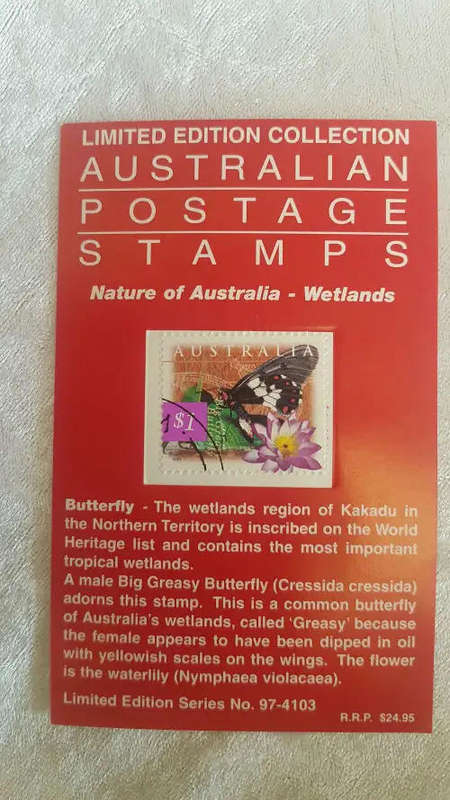 LIMITED EDITION COLLECTION
AUSTRALIAN
POSTAGE
STAMPS
Nature of Australia - Wetlands
AUSTRALIA
$1
Butterfly - The wetlands region of Kakadu in
the Northern Territory is inscribed on the World
Heritage list and contains the most important
tropical wetlands.
A male Big Greasy Butterfly (Cressida cressida)
adorns this stamp. This is a common butterfly
of Australia's wetlands, called 'Greasy' because
the female appears to have been dipped in oil
with yellowish scales on the wings. The flower
is the waterlily (Nymphaea violacaea).
Limited Edition Series No. 97-4103
R.R.P. $24.95